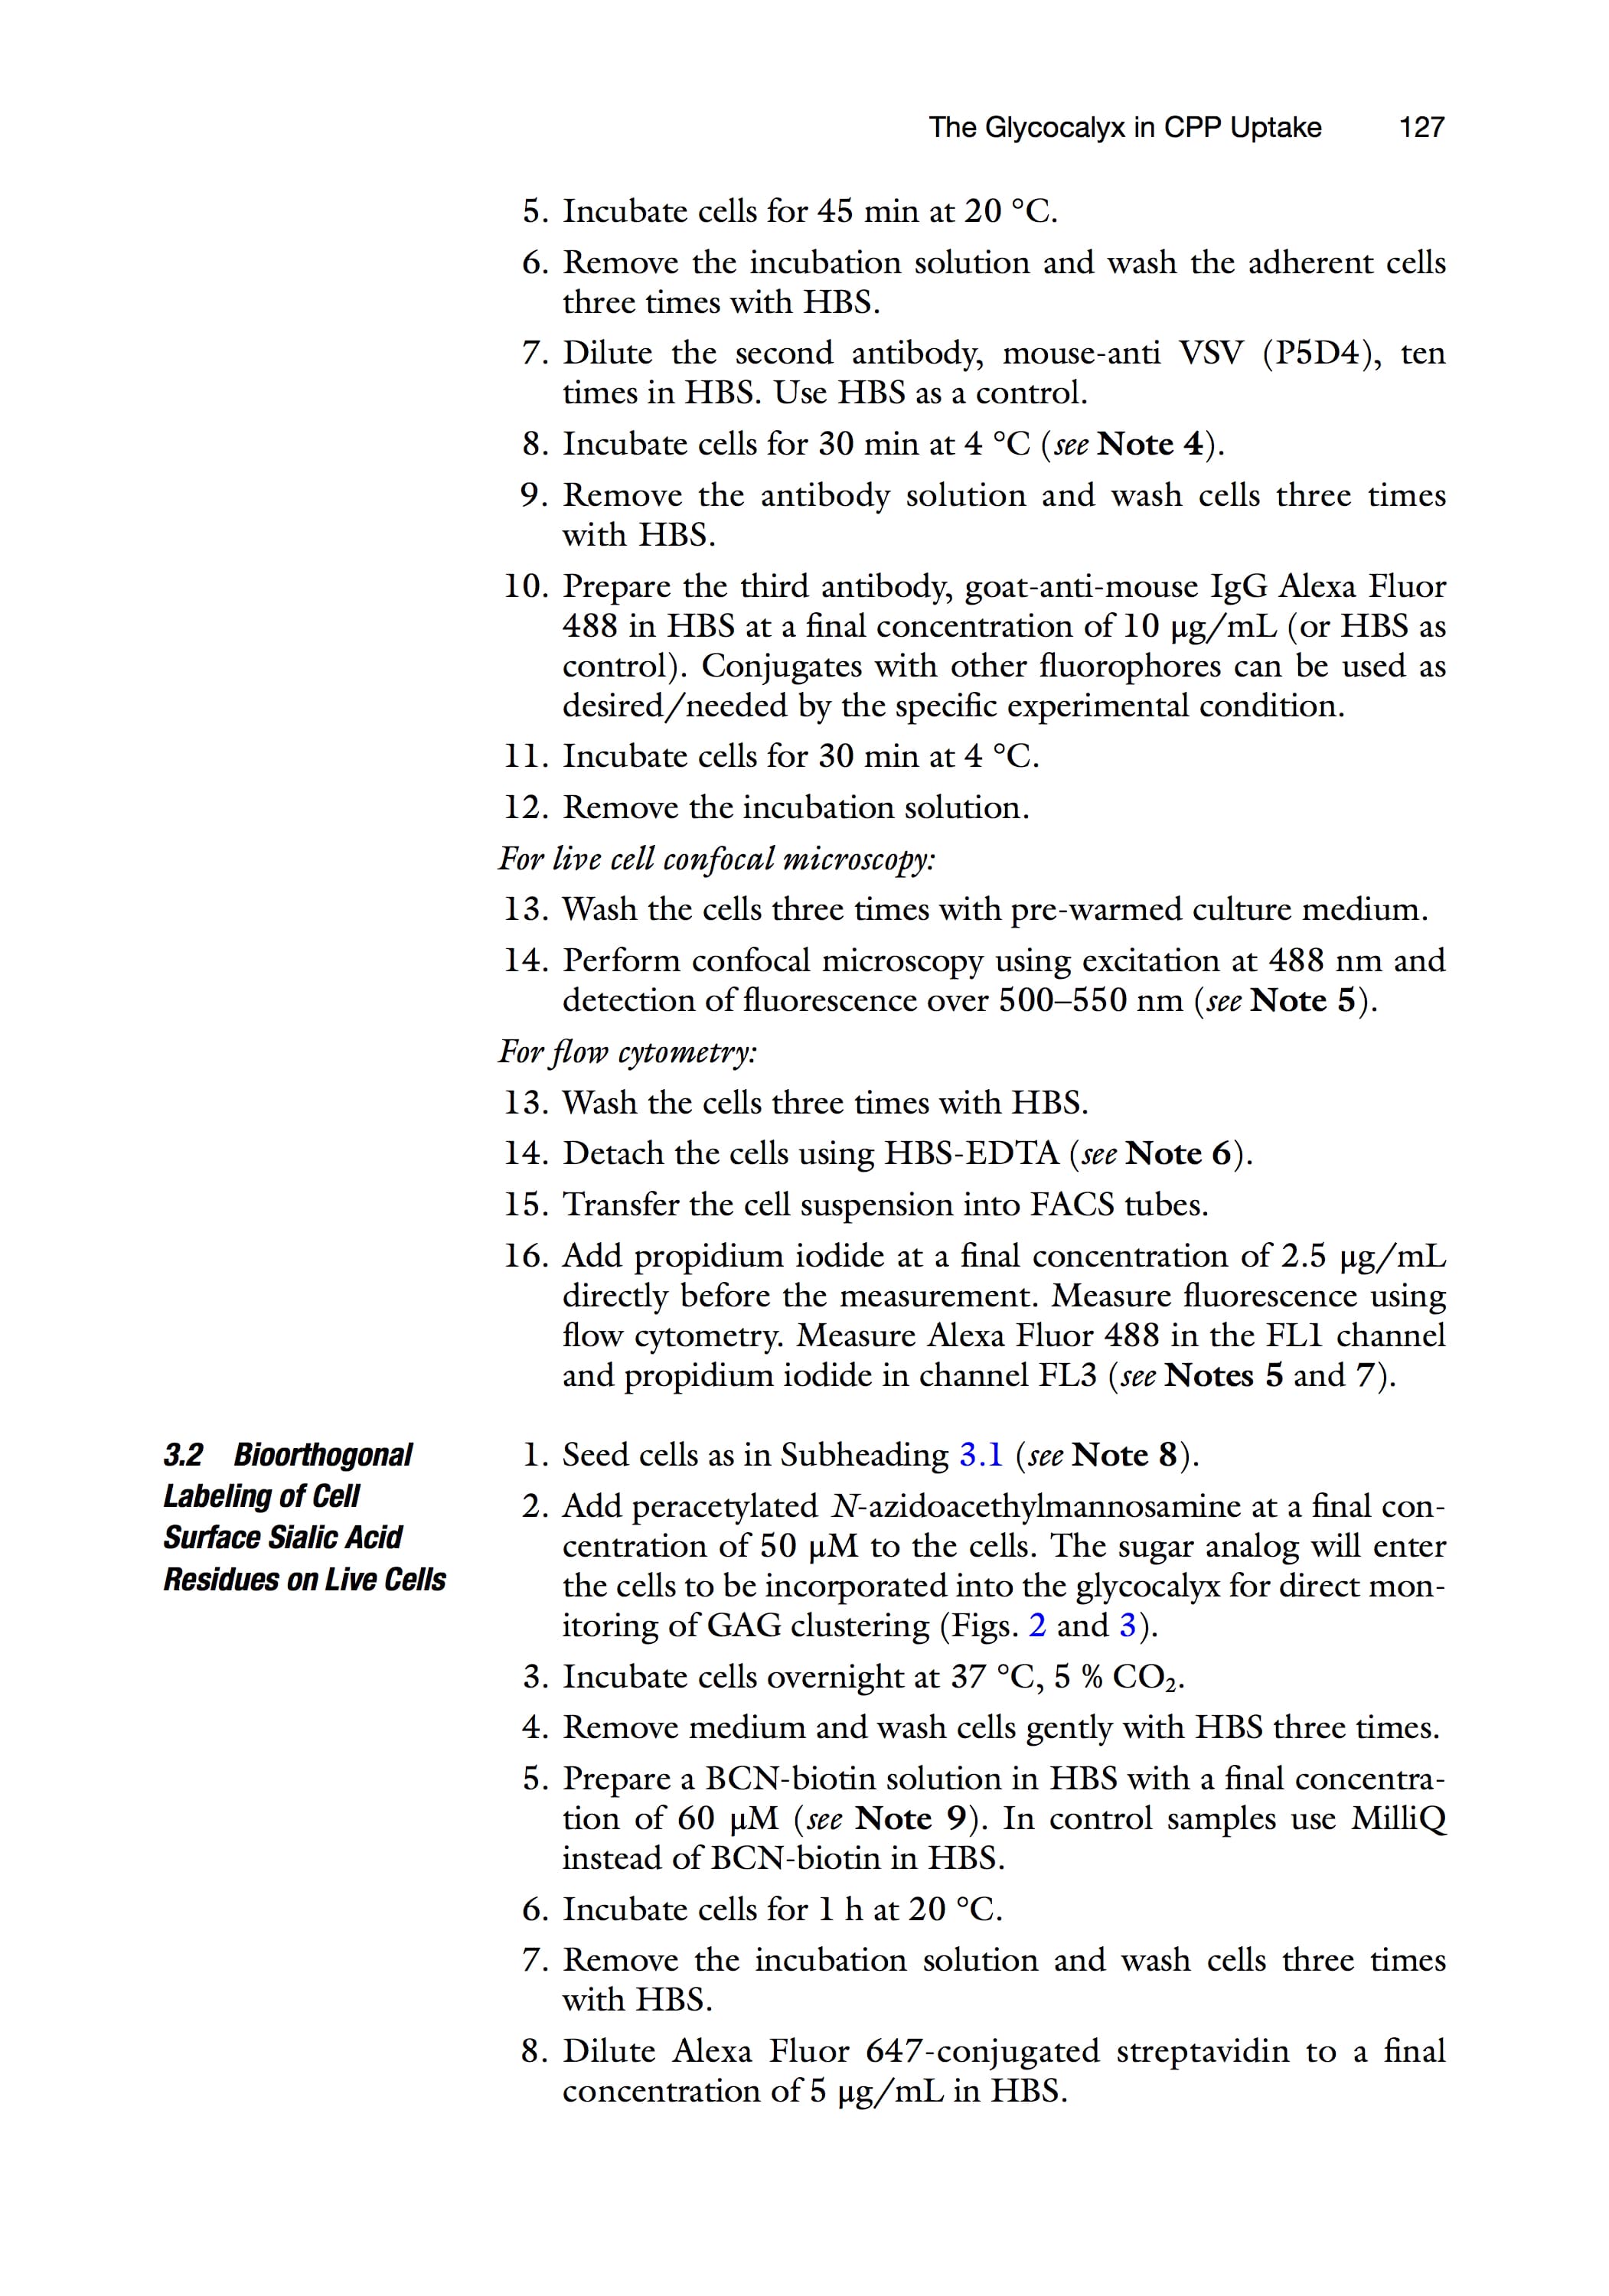 The Glycocalyx in CPP Uptake 127
5. Incubate cells for 45 min at 20 °C.
6. Remove the incubation solution and wash the adherent cells
three times with HBS.
7. Dilute the second antibody, mouse-anti VSV (P5D4), ten
times in HBS. Use HBS as a control.
8. Incubate cells for 30 min at 4 °C (see Note 4).
9. Remove the antibody solution and wash cells three times
with HBS.
10. Prepare the third antibody, goat-anti-mouse IgG Alexa Fluor
488 in HBS at a final concentration of 10 μg/mL (or HBS as
control). Conjugates with other fluorophores can be used as
desired/needed by the specific experimental condition.
11. Incubate cells for 30 min at 4 °C.
12. Remove the incubation solution.
For live cell confocal microscopy:
13. Wash the cells three times with pre-warmed culture medium.
14. Perform confocal microscopy using excitation at 488 nm and
detection of fluorescence over 500–550 nm (see Note 5).
For flow cytometry:
13. Wash the cells three times with HBS.
14. Detach the cells using HBS-EDTA (see Note 6).
15. Transfer the cell suspension into FACS tubes.
16. Add propidium iodide at a final concentration of 2.5 μg/mL
directly before the measurement. Measure fluorescence using
flow cytometry. Measure Alexa Fluor 488 in the FL1 channel
and propidium iodide in channel FL3 (see Notes 5 and 7).
3.2 Bioorthogonal
Labeling of Cell
Surface Sialic Acid
Residues on Live Cells
1. Seed cells as in Subheading 3.1 (see Note 8).
2. Add peracetylated N-azidoacethylmannosamine at a final con-
centration of 50 μM to the cells. The sugar analog will enter
the cells to be incorporated into the glycocalyx for direct mon-
itoring of GAG clustering (Figs. 2 and 3).
3. Incubate cells overnight at 37 °C, 5 % CO₂.
4. Remove medium and wash cells gently with HBS three times.
5. Prepare a BCN-biotin solution in HBS with a final concentra-
tion of 60 μM (see Note 9). In control samples use MilliQ
instead of BCN-biotin in HBS.
6. Incubate cells for 1 h at 20 °C.
7. Remove the incubation solution and wash cells three times
with HBS.
8. Dilute Alexa Fluor 647-conjugated streptavidin to a final
concentration of 5 μg/mL in HBS.